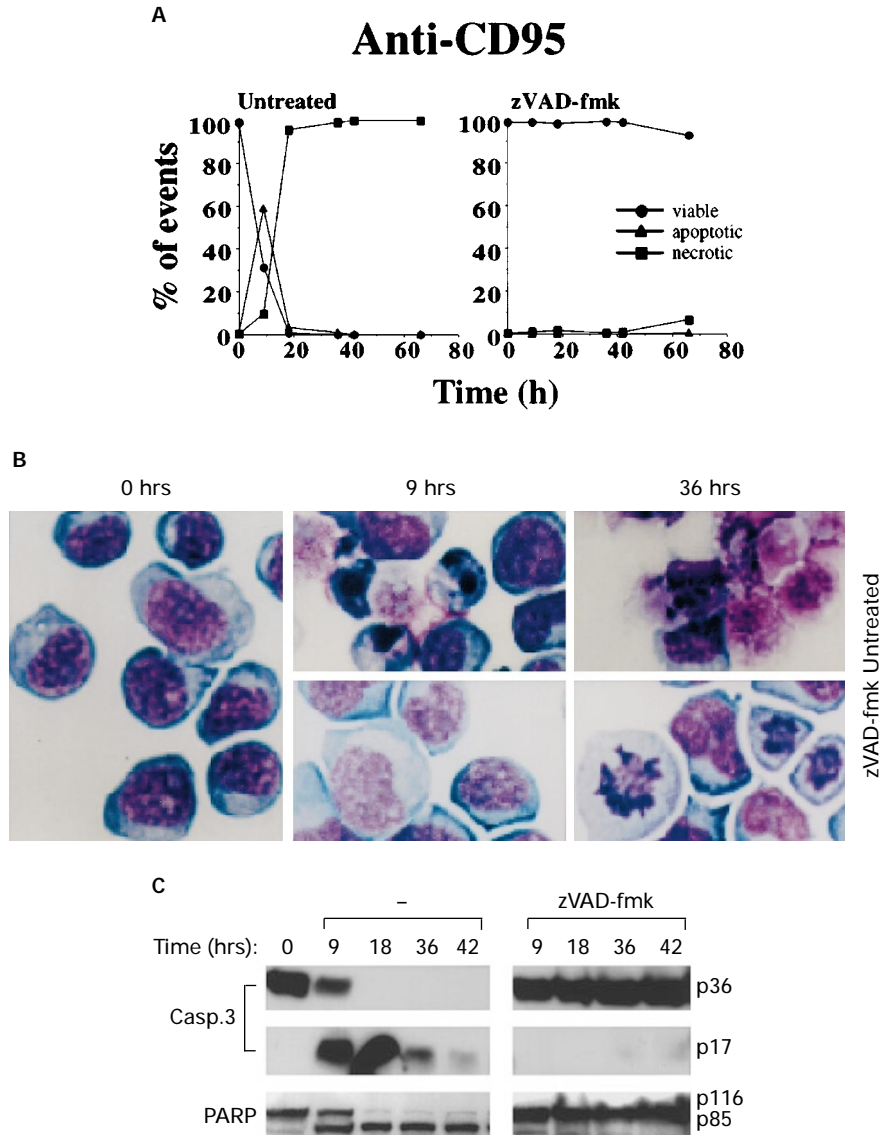 A
Anti-CD95
Untreated
zVAD-fmk
% of events
100
80
60
40
20
0
0 20 40 60 80
100
80
60
40
20
0
0 20 40 60 80
viable
apoptotic
necrotic
Time (h)
B
0 hrs
9 hrs
36 hrs
zVAD-fmk Untreated
C
– zVAD-fmk
Time (hrs): 0 9 18 36 42 9 18 36 42
Casp.3
p36
p17
PARP
p116
p85